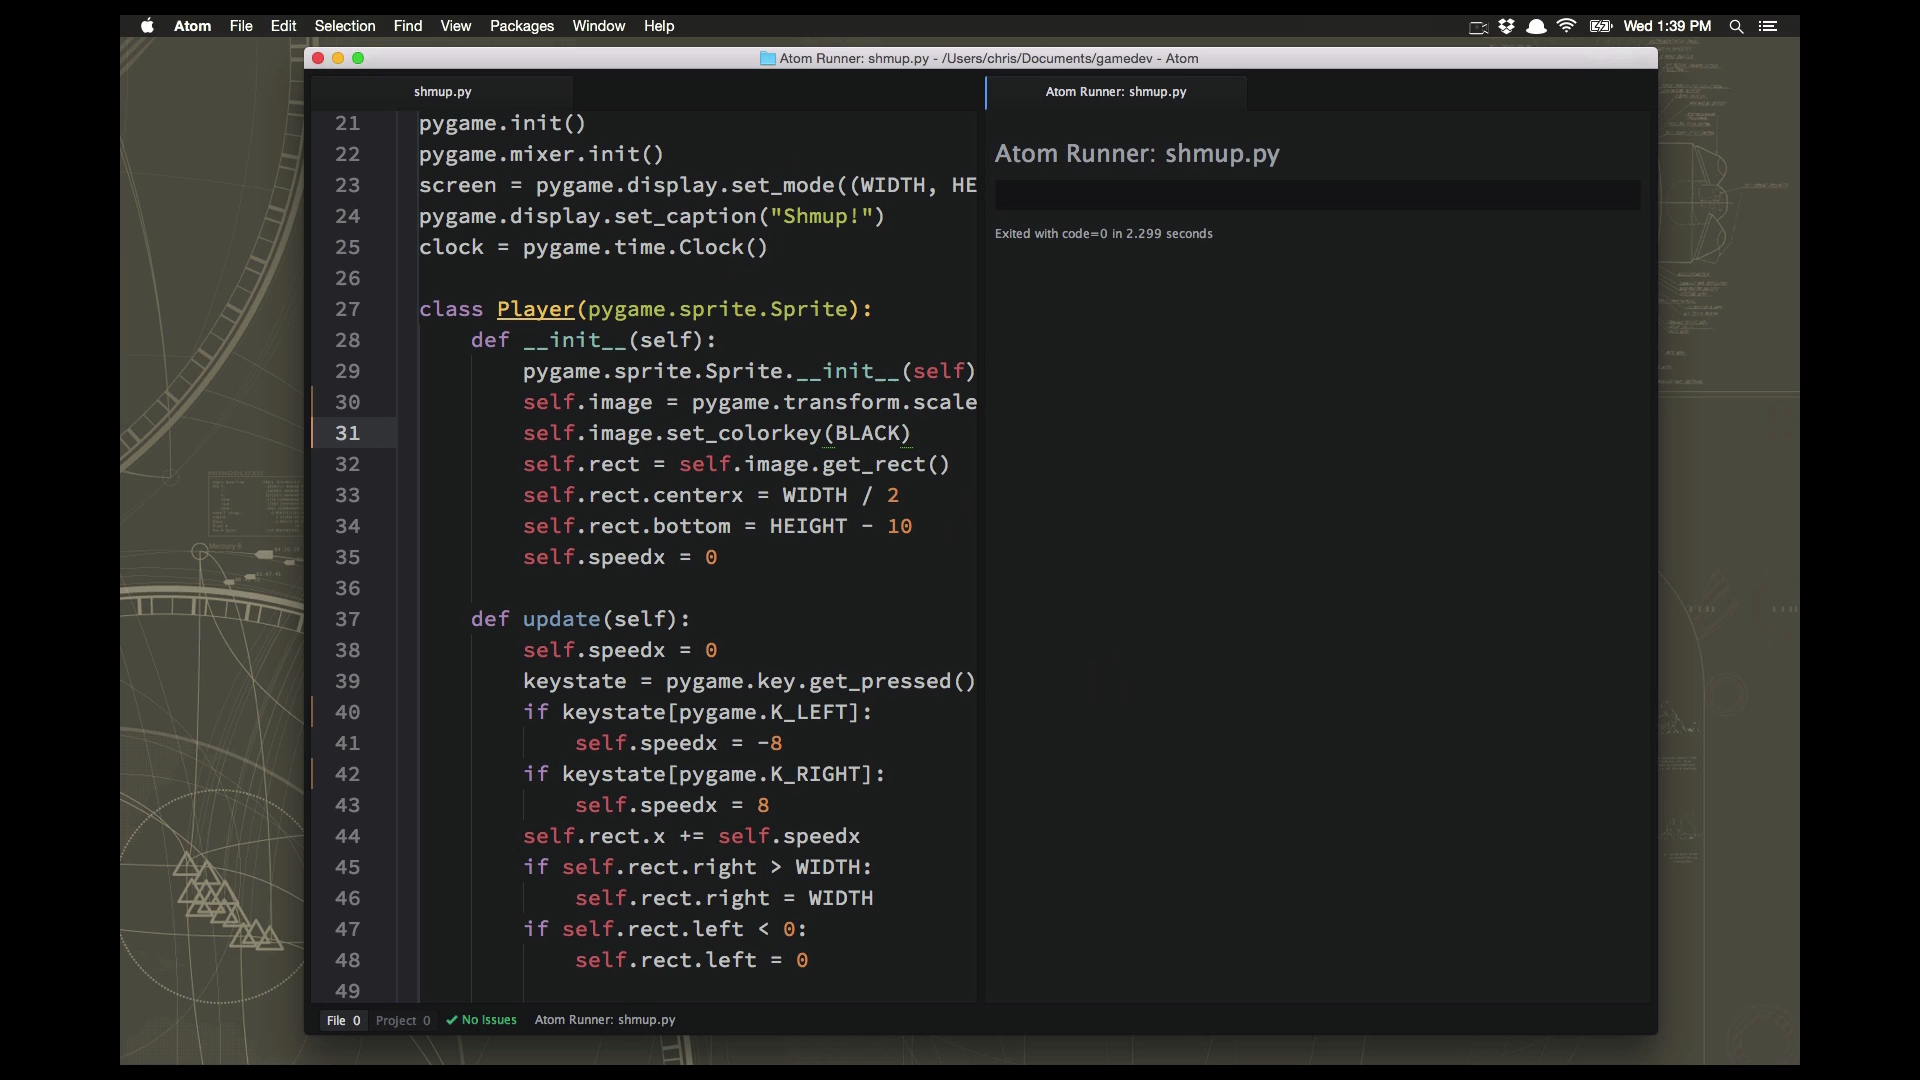 Atom File Edit Selection Find View Packages Window Help Wed 1:39 PM
Atom Runner: shmup.py - /Users/chris/Documents/gamedev - Atom
shmup.py
Atom Runner: shmup.py
21 pygame.init()
22 pygame.mixer.init()
23 screen = pygame.display.set_mode((WIDTH, HE
24 pygame.display.set_caption("Shmup!")
25 clock = pygame.time.Clock()
26
27 class Player(pygame.sprite.Sprite):
28 def __init__(self):
29 pygame.sprite.Sprite.__init__(self)
30 self.image = pygame.transform.scale
31 self.image.set_colorkey(BLACK)
32 self.rect = self.image.get_rect()
33 self.rect.centerx = WIDTH / 2
34 self.rect.bottom = HEIGHT - 10
35 self.speedx = 0
36
37 def update(self):
38 self.speedx = 0
39 keystate = pygame.key.get_pressed()
40 if keystate[pygame.K_LEFT]:
41 self.speedx = -8
42 if keystate[pygame.K_RIGHT]:
43 self.speedx = 8
44 self.rect.x += self.speedx
45 if self.rect.right > WIDTH:
46 self.rect.right = WIDTH
47 if self.rect.left < 0:
48 self.rect.left = 0
49
Atom Runner: shmup.py
Exited with code=0 in 2.299 seconds
File 0 Project 0 No Issues Atom Runner: shmup.py